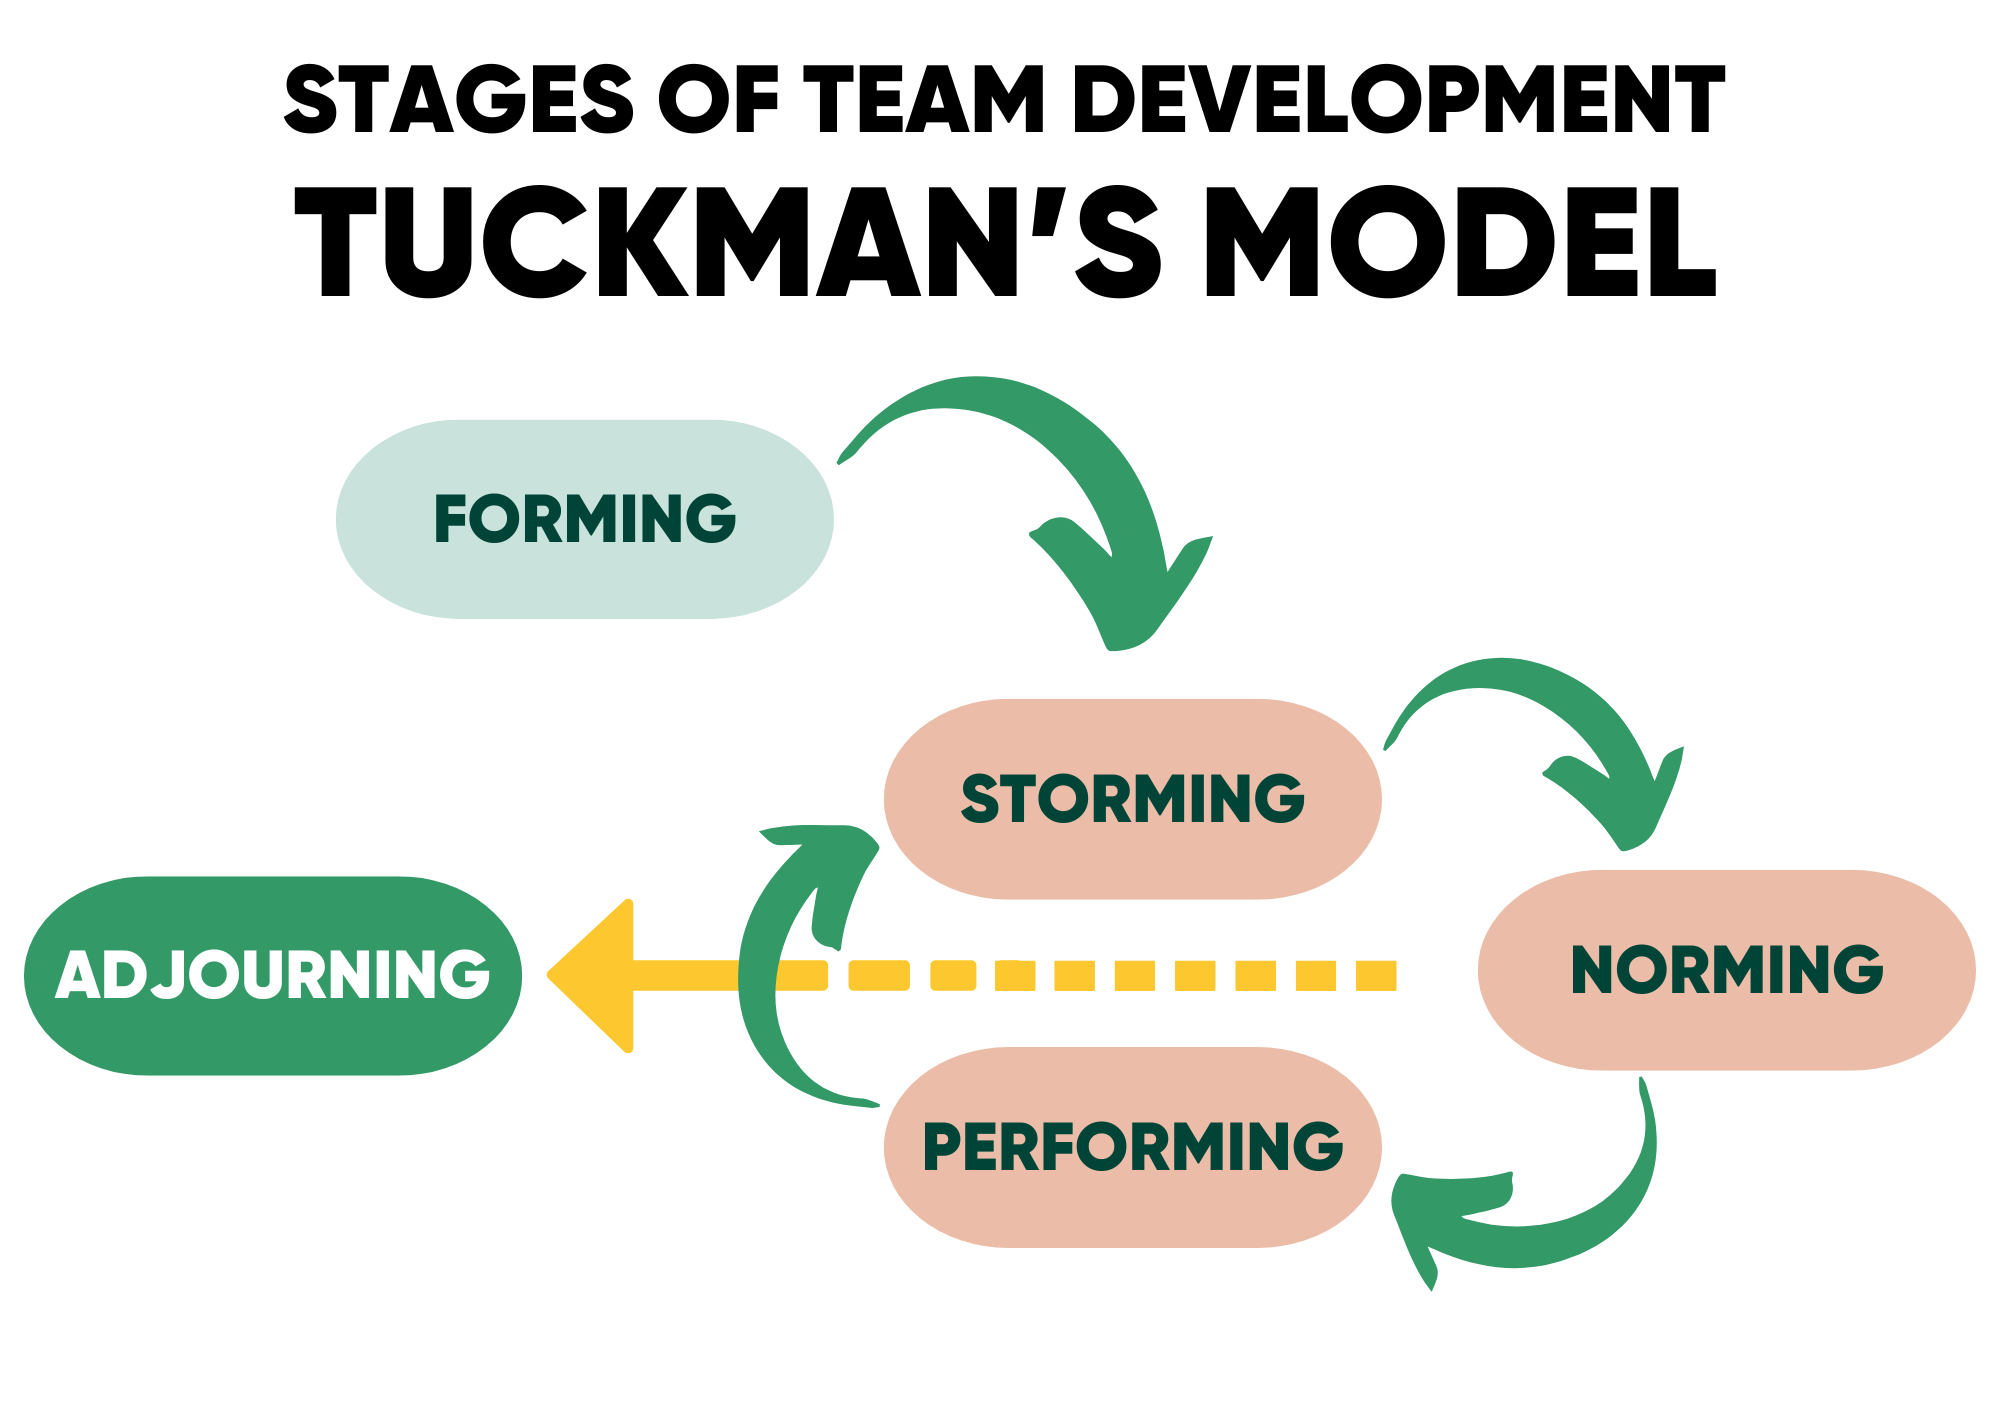 STAGES OF TEAM DEVELOPMENT
TUCKMAN’S MODEL
FORMING
STORMING
NORMING
ADJOURNING
PERFORMING